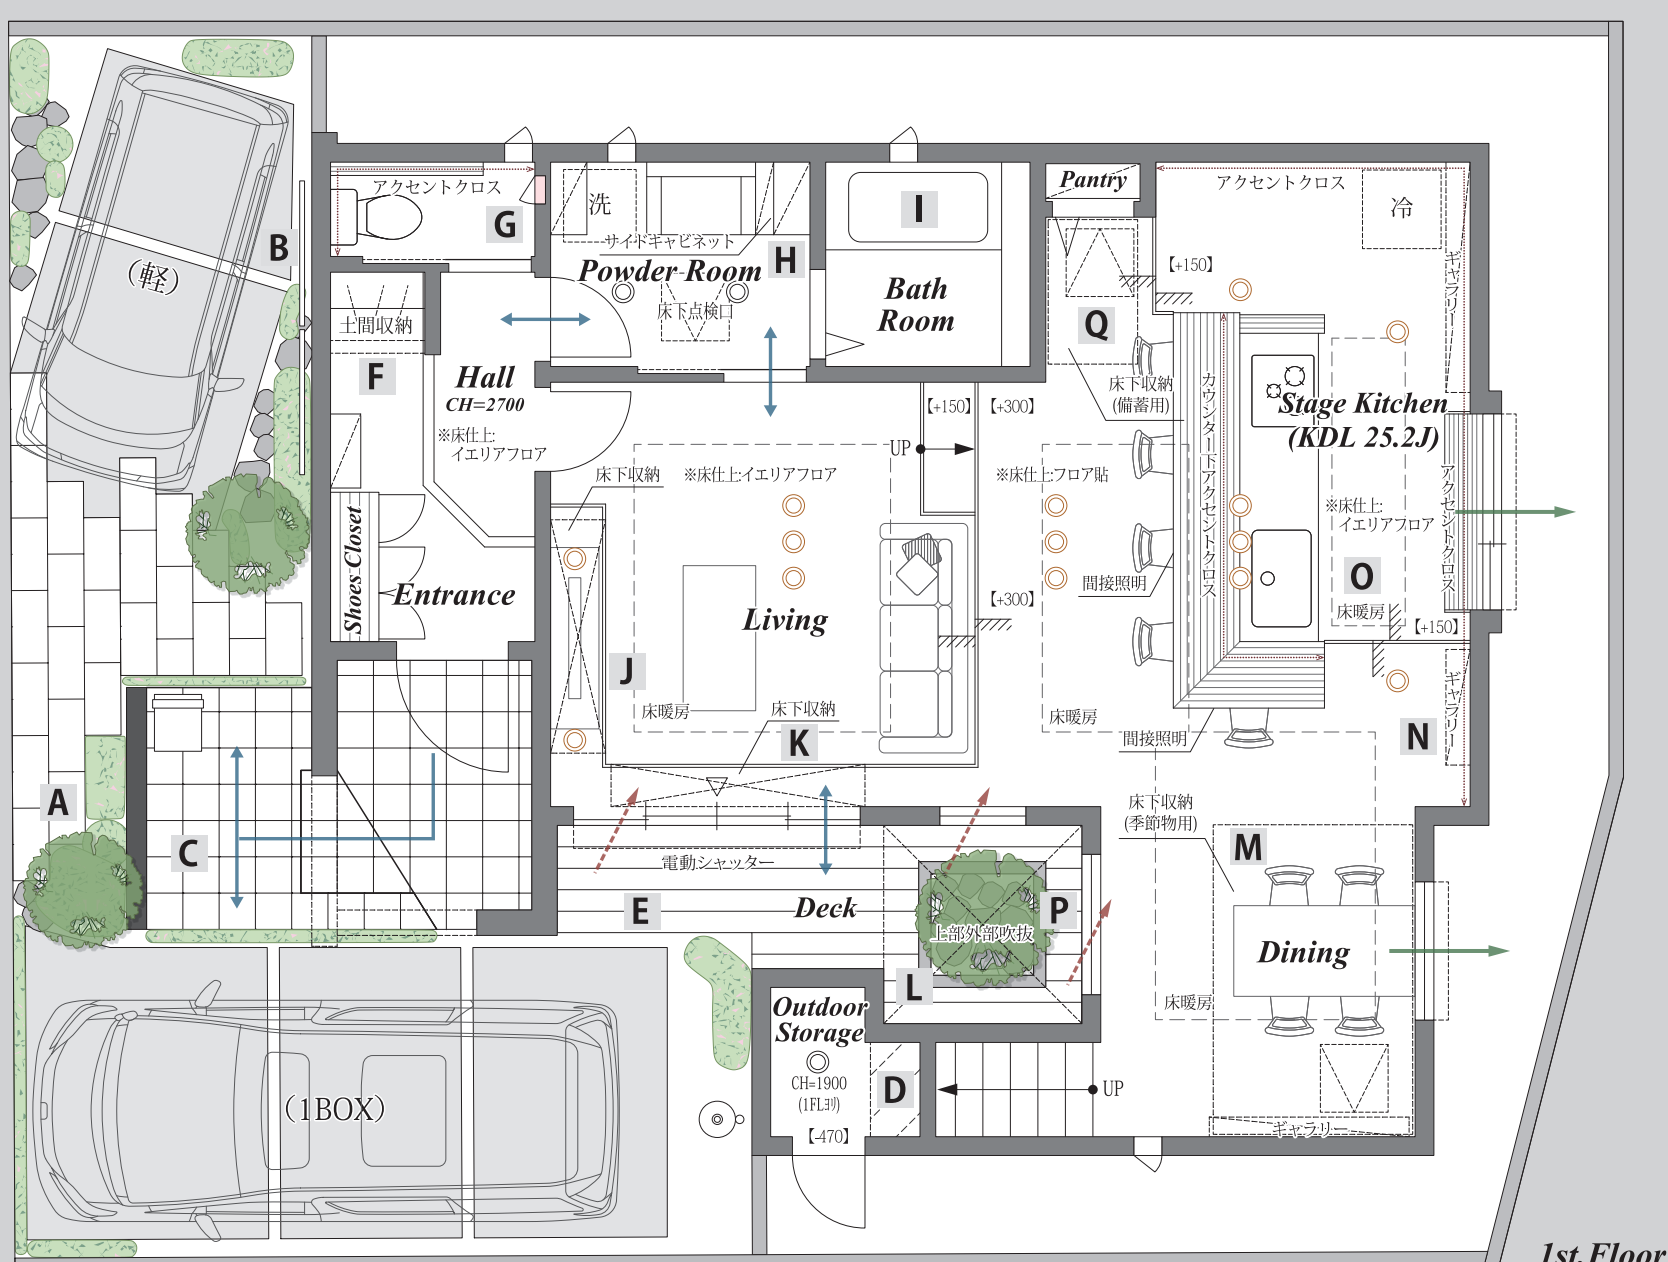 B
(軽)
アクセントクロス
G
洗
サイドキャビネット
H
Powder-Room
床下点検口
I
Bath
Room
Pantry
アクセントクロス
冷
ギャラリー
【+150】
Q
床下収納
(備蓄用)
土間収納
F
Hall
CH=2700
※床仕上:
イエリアフロア
【+150】
【+300】
UP
床下収納
※床仕上:イエリアフロア
※床仕上:フロア貼
カウンター下アクセントクロス
Stage Kitchen
(KDL 25.2J)
アクセントクロス
※床仕上:
イエリアフロア
O
床暖房
【+150】
間接照明
Shoes Closet
Entrance
Living
【+300】
J
床暖房
床下収納
K
床暖房
間接照明
N
ギャラリー
A
C
電動シャッター
E
Deck
P
上部外部吹抜
L
床下収納
(季節物用)
M
Dining
床暖房
Outdoor
Storage
CH=1900
(1FLヨリ)
【-470】
D
UP
ギャラリー
(1BOX)
1st. Floor